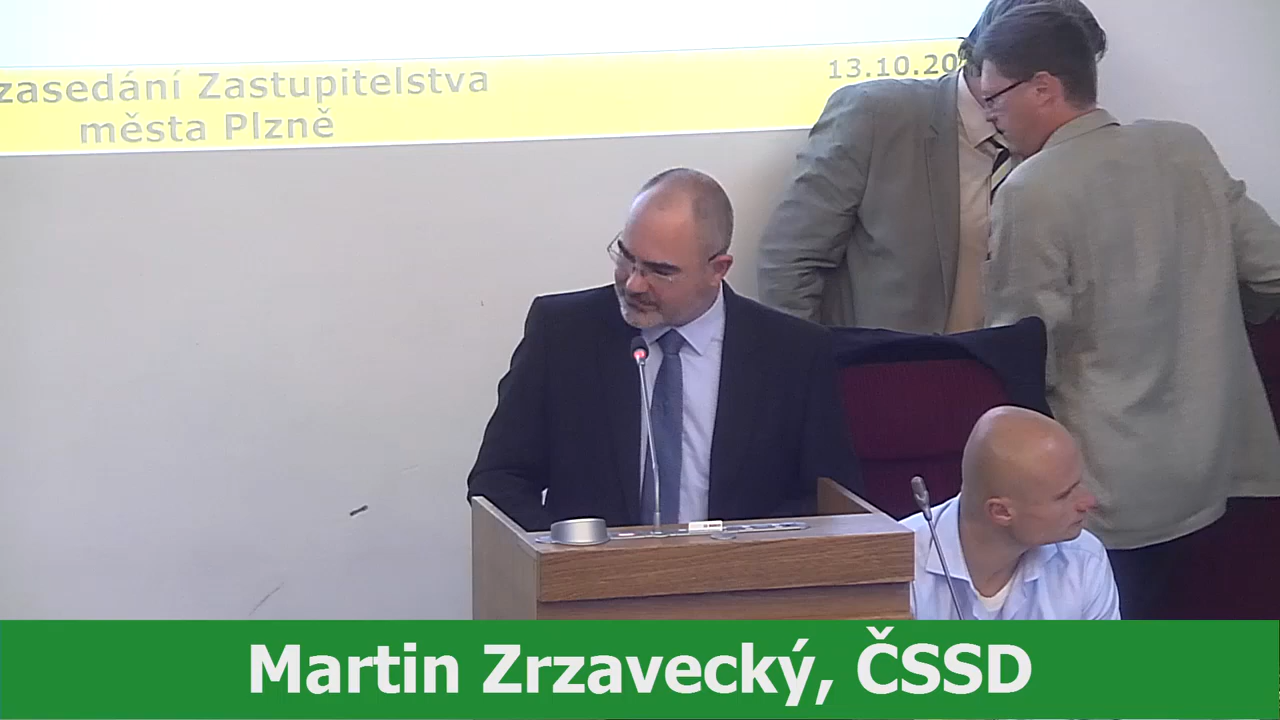 zasedání Zastupitelstva
města Plzně
13.10.20
Martin Zrzavecký, ČSSD